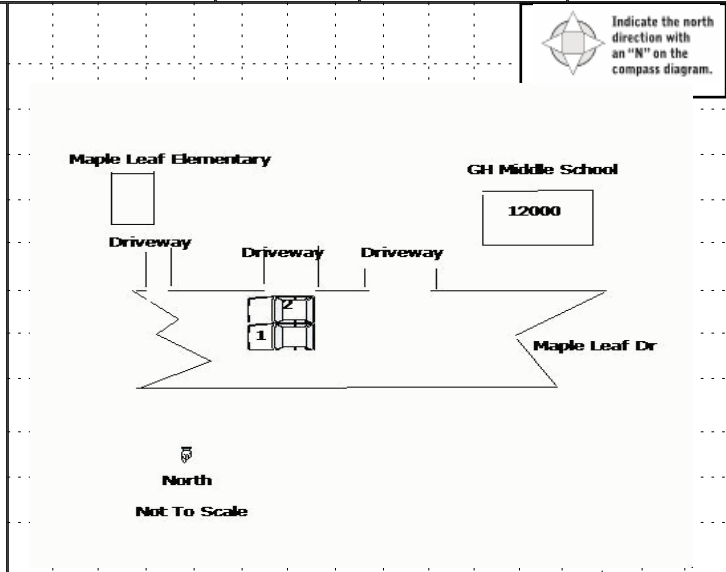 Indicate the north
direction with
an “N” on the
compass diagram.
Maple Leaf Elementary
GH Middle School
12000
Driveway
Driveway
Driveway
2
1
Maple Leaf Dr
North
Not To Scale